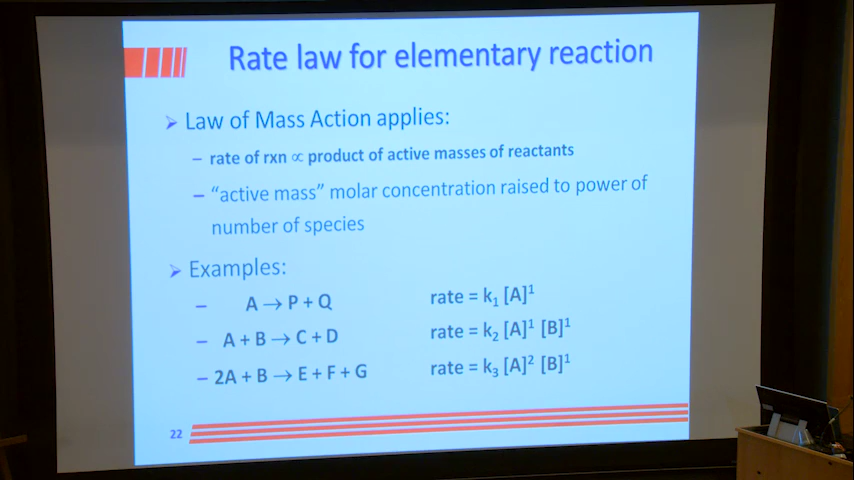 Rate law for elementary reaction
➢ Law of Mass Action applies:
– rate of rxn ∝ product of active masses of reactants
– “active mass” molar concentration raised to power of
number of species
➢ Examples:
– A → P + Q rate = k₁ [A]¹
– A + B → C + D rate = k₂ [A]¹ [B]¹
– 2A + B → E + F + G rate = k₃ [A]² [B]¹
22